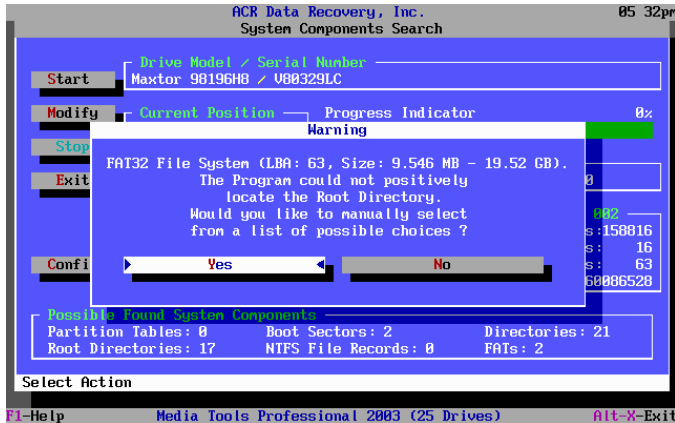 ACR Data Recovery, Inc. 05 32pm
System Components Search
Drive Model / Serial Number
Start Maxtor 98196H8 / V80329LC
Modify Current Position Progress Indicator 0%
Warning
Stop
FAT32 File System (LBA: 63, Size: 9.546 MB - 19.52 GB).
Exit The Program could not positively 0
locate the Root Directory.
Would you like to manually select 002
from a list of possible choices ? s:158816
s: 16
Confi Yes No s: 63
60086528
Possible Found System Components
Partition Tables: 0 Boot Sectors: 2 Directories: 21
Root Directories: 17 NTFS File Records: 0 FATs: 2
Select Action
F1-Help Media Tools Professional 2003 (25 Drives) Alt-X-Exit